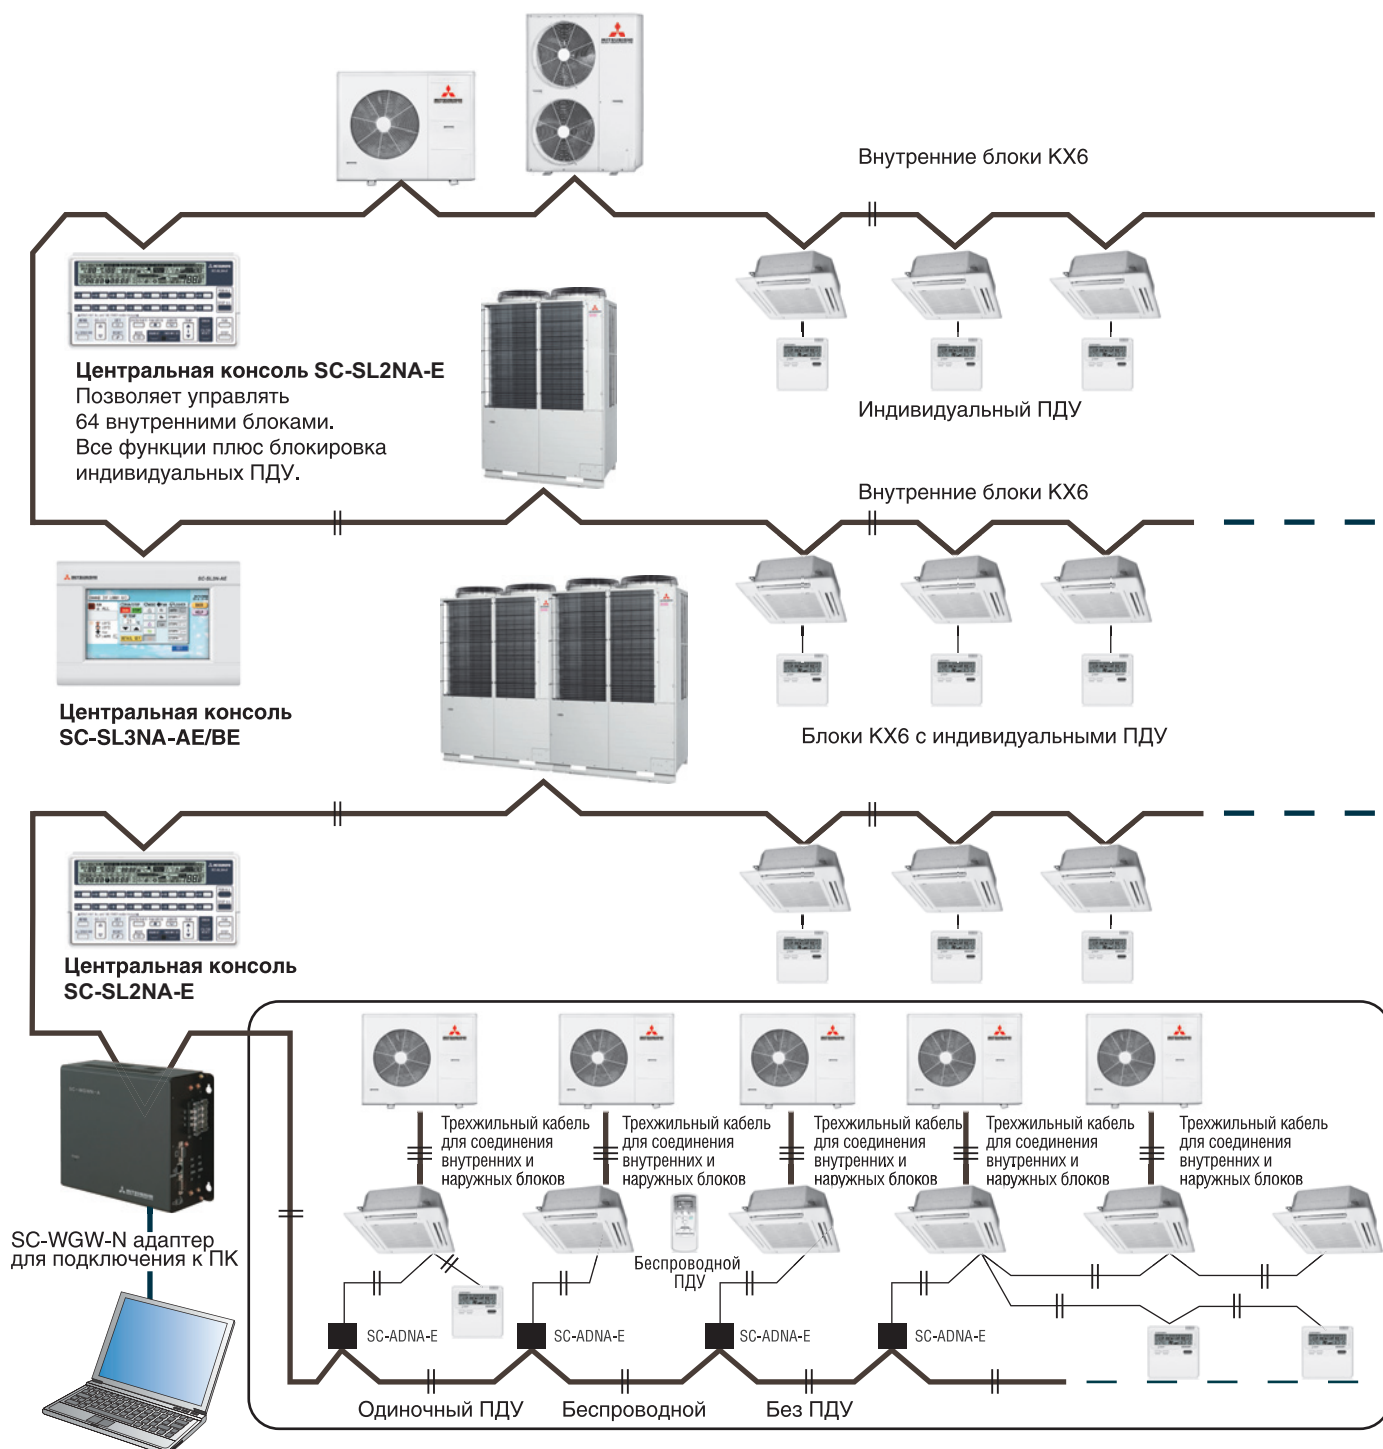 Внутренние блоки KX6
Центральная консоль SC-SL2NA-E
Позволяет управлять
64 внутренними блоками.
Все функции плюс блокировка
индивидуальных ПДУ.
Индивидуальный ПДУ
Внутренние блоки KX6
MITSUBISHI
SC-SL3N-AE
Центральная консоль
SC-SL3NA-AE/BE
Блоки KX6 с индивидуальными ПДУ
Центральная консоль
SC-SL2NA-E
Трехжильный кабель
для соединения
внутренних и
наружных блоков
Трехжильный кабель
для соединения
внутренних и
наружных блоков
Трехжильный кабель
для соединения
внутренних и
наружных блоков
Трехжильный кабель
для соединения
внутренних и
наружных блоков
Трехжильный кабель
для соединения
внутренних и
наружных блоков
SC-WGW-N адаптер
для подключения к ПК
Беспроводной
ПДУ
SC-ADNA-E
SC-ADNA-E
SC-ADNA-E
SC-ADNA-E
Одиночный ПДУ
Беспроводной
Без ПДУ